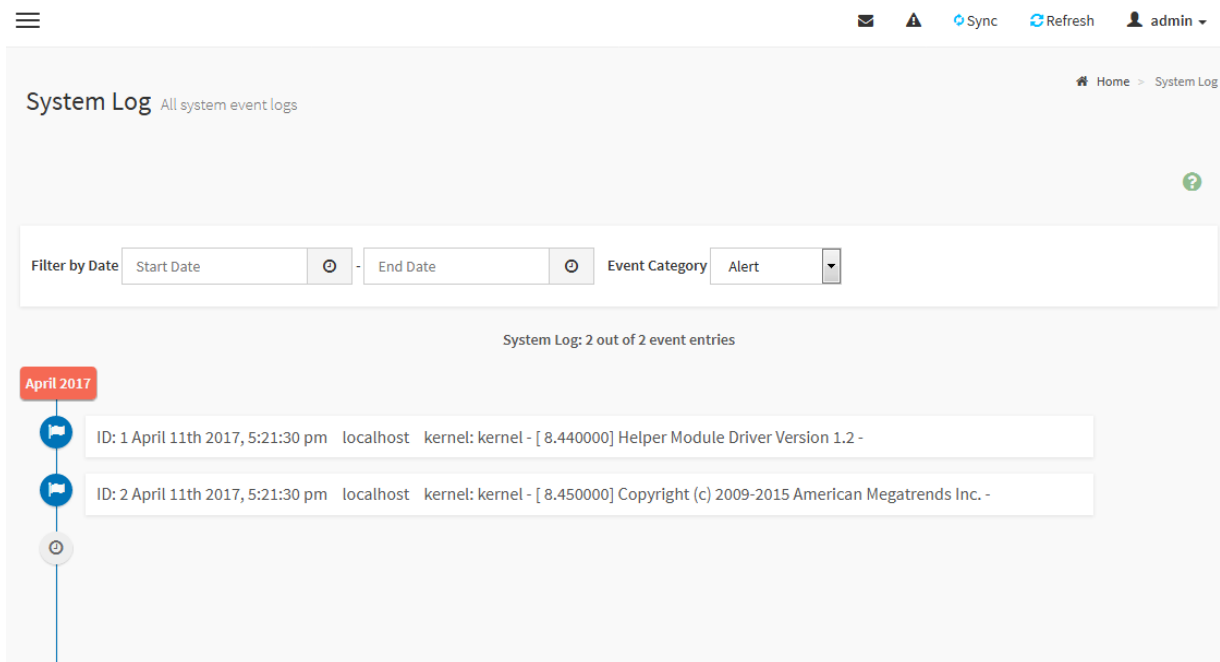 Sync Refresh admin
Home > System Log
System Log All system event logs
Filter by Date Start Date - End Date Event Category Alert
System Log: 2 out of 2 event entries
April 2017
ID: 1 April 11th 2017, 5:21:30 pm localhost kernel: kernel - [ 8.440000] Helper Module Driver Version 1.2 -
ID: 2 April 11th 2017, 5:21:30 pm localhost kernel: kernel - [ 8.450000] Copyright (c) 2009-2015 American Megatrends Inc. -